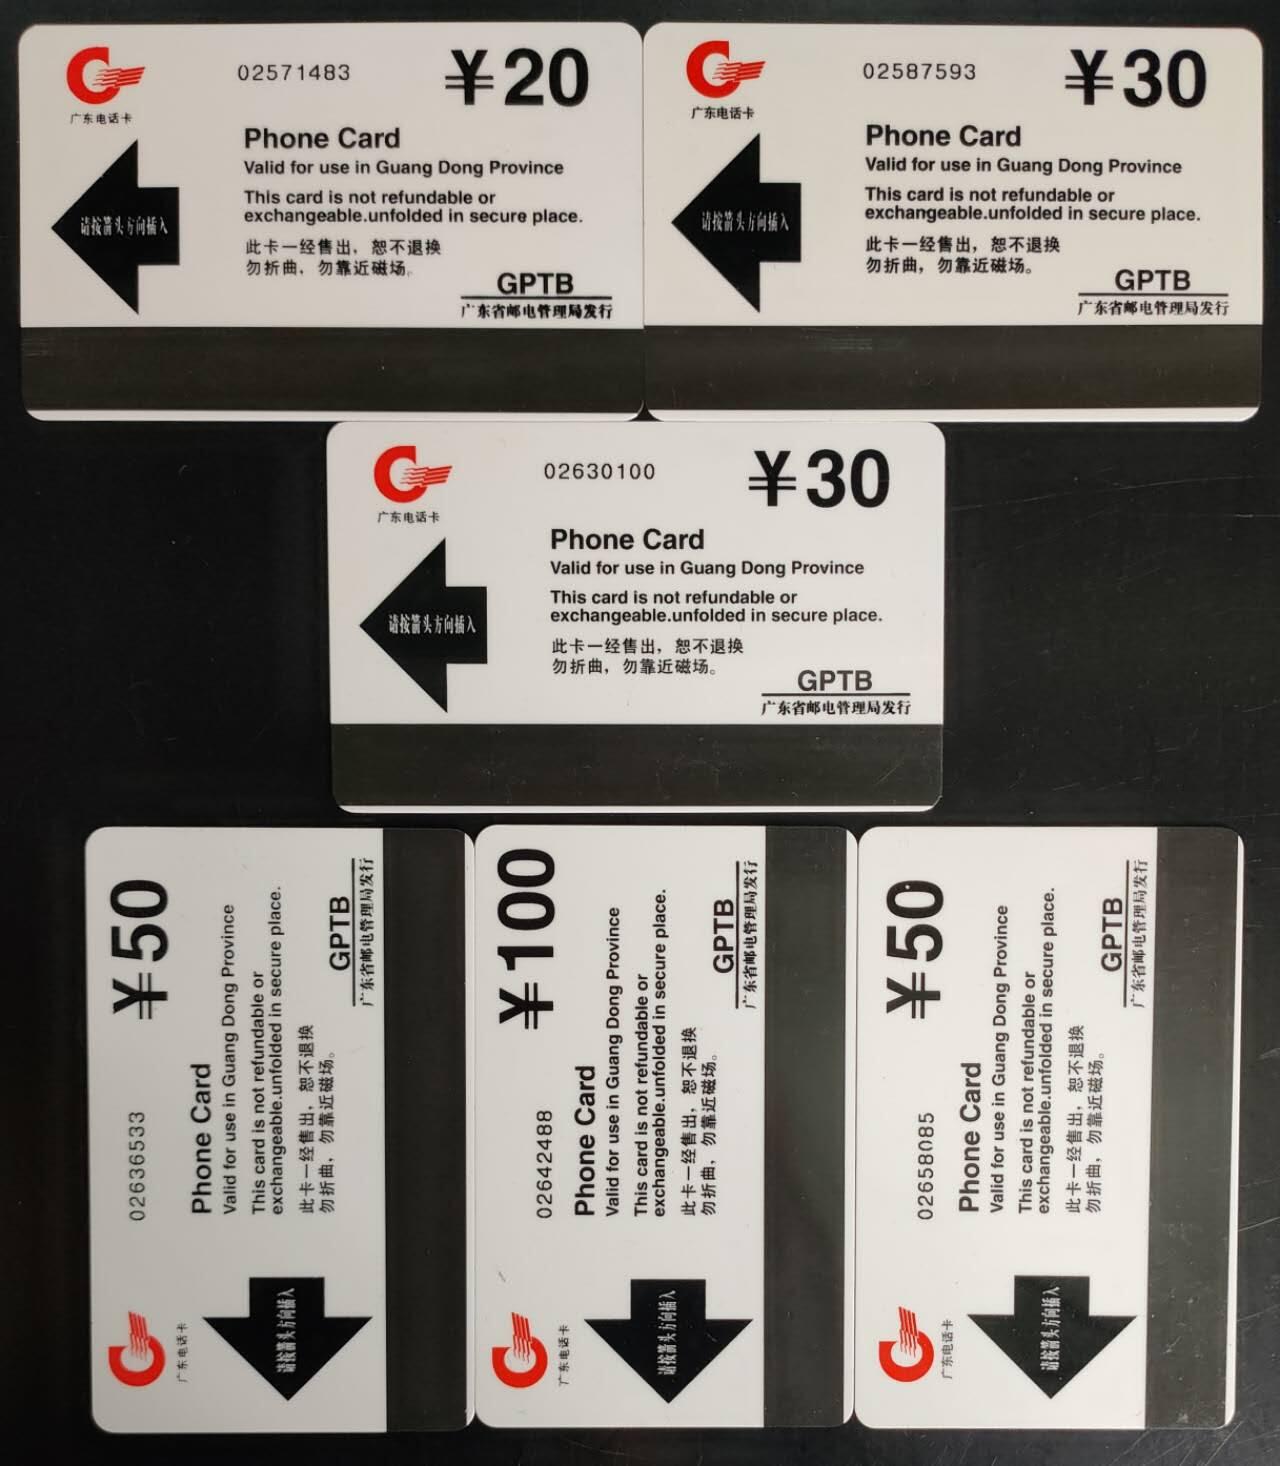 广东电话卡
02571483
¥20
Phone Card
Valid for use in Guang Dong Province
This card is not refundable or
exchangeable.unfolded in secure place.
此卡一经售出，恕不退换
勿折曲，勿靠近磁场。
请按箭头方向插入
GPTB
广东省邮电管理局发行
广东电话卡
02587593
¥30
Phone Card
Valid for use in Guang Dong Province
This card is not refundable or
exchangeable.unfolded in secure place.
此卡一经售出，恕不退换
勿折曲，勿靠近磁场。
请按箭头方向插入
GPTB
广东省邮电管理局发行
广东电话卡
02630100
¥30
Phone Card
Valid for use in Guang Dong Province
This card is not refundable or
exchangeable.unfolded in secure place.
此卡一经售出，恕不退换
勿折曲，勿靠近磁场。
请按箭头方向插入
GPTB
广东省邮电管理局发行
广东电话卡
02636533
¥50
Phone Card
Valid for use in Guang Dong Province
This card is not refundable or
exchangeable.unfolded in secure place.
此卡一经售出，恕不退换
勿折曲，勿靠近磁场。
请按箭头方向插入
GPTB
广东省邮电管理局发行
广东电话卡
02642488
¥100
Phone Card
Valid for use in Guang Dong Province
This card is not refundable or
exchangeable.unfolded in secure place.
此卡一经售出，恕不退换
勿折曲，勿靠近磁场。
请按箭头方向插入
GPTB
广东省邮电管理局发行
广东电话卡
02658085
¥50
Phone Card
Valid for use in Guang Dong Province
This card is not refundable or
exchangeable.unfolded in secure place.
此卡一经售出，恕不退换
勿折曲，勿靠近磁场。
请按箭头方向插入
GPTB
广东省邮电管理局发行